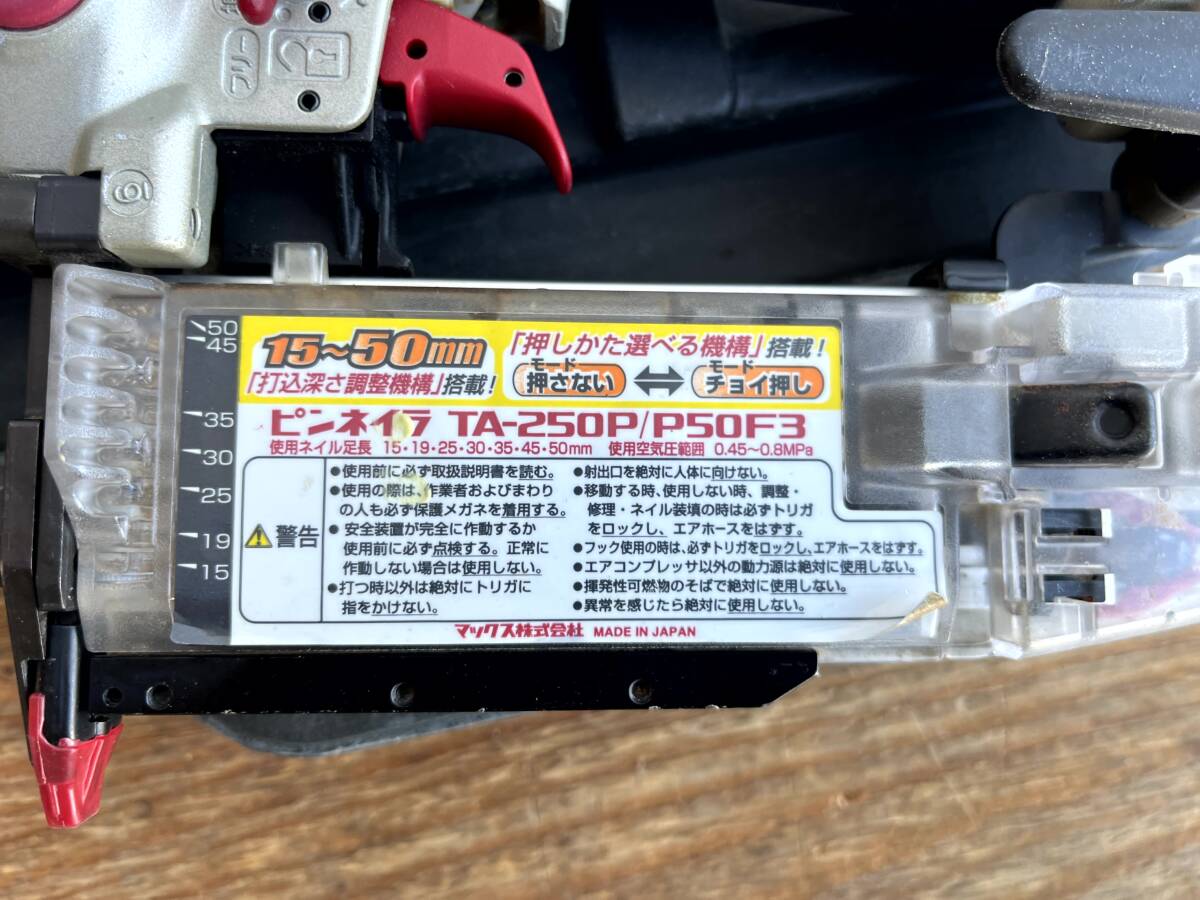 フリー
6
50
45
35
30
25
19
15
15~50mm
「打込深さ調整機構」搭載!
「押しかた選べる機構」搭載!
モード
押さない
モード
チョイ押し
ピンネイラ TA-250P/P50F3
使用ネイル足長 15・19・25・30・35・45・50mm 使用空気圧範囲 0.45~0.8MPa
警告
●使用前に必ず取扱説明書を読む。
●使用の際は、作業者およびまわり
の人も必ず保護メガネを着用する。
●安全装置が完全に作動するか
使用前に必ず点検する。正常に
作動しない場合は使用しない。
●打つ時以外は絶対にトリガに
指をかけない。
●射出口を絶対に人体に向けない。
●移動する時、使用しない時、調整・
修理・ネイル装填の時は必ずトリガ
をロックし、エアホースをはずす。
●フック使用の時は、必ずトリガをロックし、エアホースをはずす。
●エアコンプレッサ以外の動力源は絶対に使用しない。
●揮発性可燃物のそばで絶対に使用しない。
●異常を感じたら絶対に使用しない。
マックス株式会社 MADE IN JAPAN